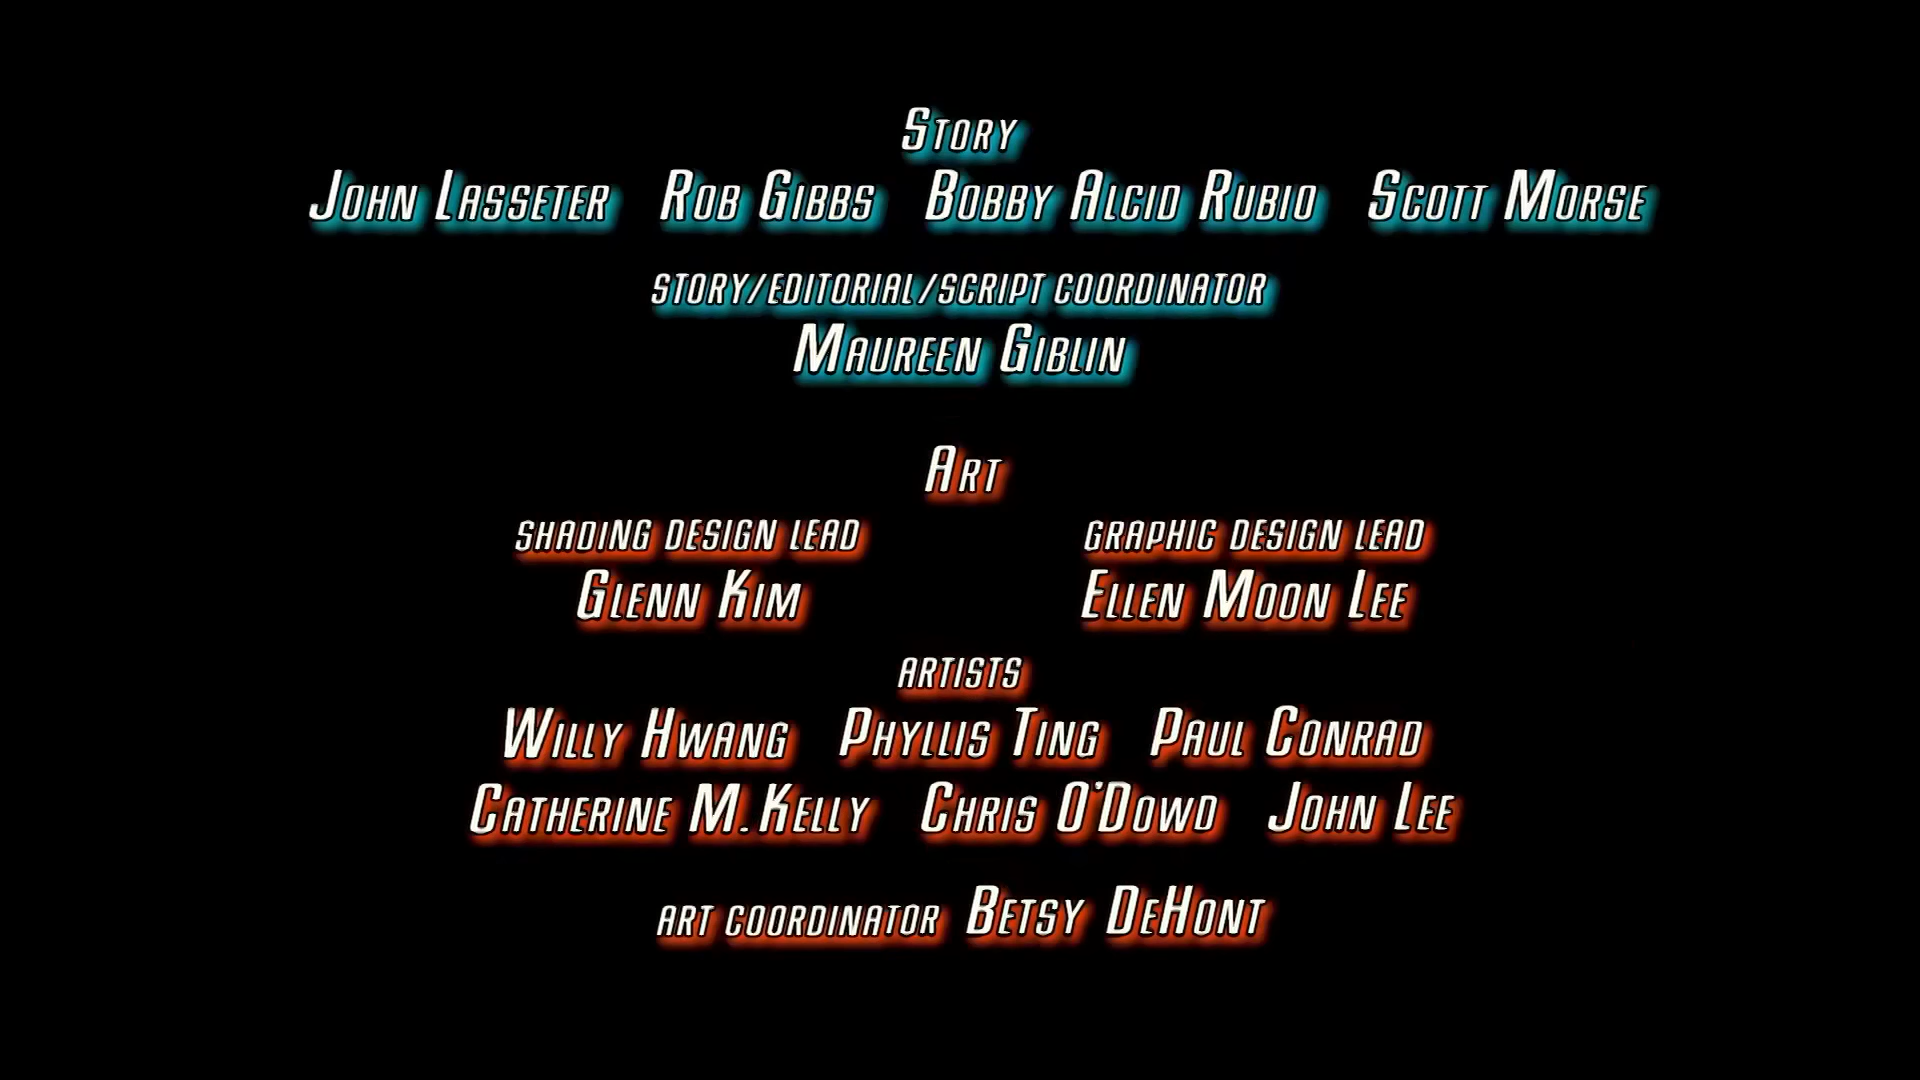 Story
John Lasseter Rob Gibbs Bobby Alcid Rubio Scott Morse
STORY/EDITORIAL/SCRIPT COORDINATOR
Maureen Giblin
Art
SHADING DESIGN LEAD GRAPHIC DESIGN LEAD
Glenn Kim Ellen Moon Lee
ARTISTS
Willy Hwang Phyllis Ting Paul Conrad
Catherine M. Kelly Chris O'Dowd John Lee
ART COORDINATOR Betsy DeHont